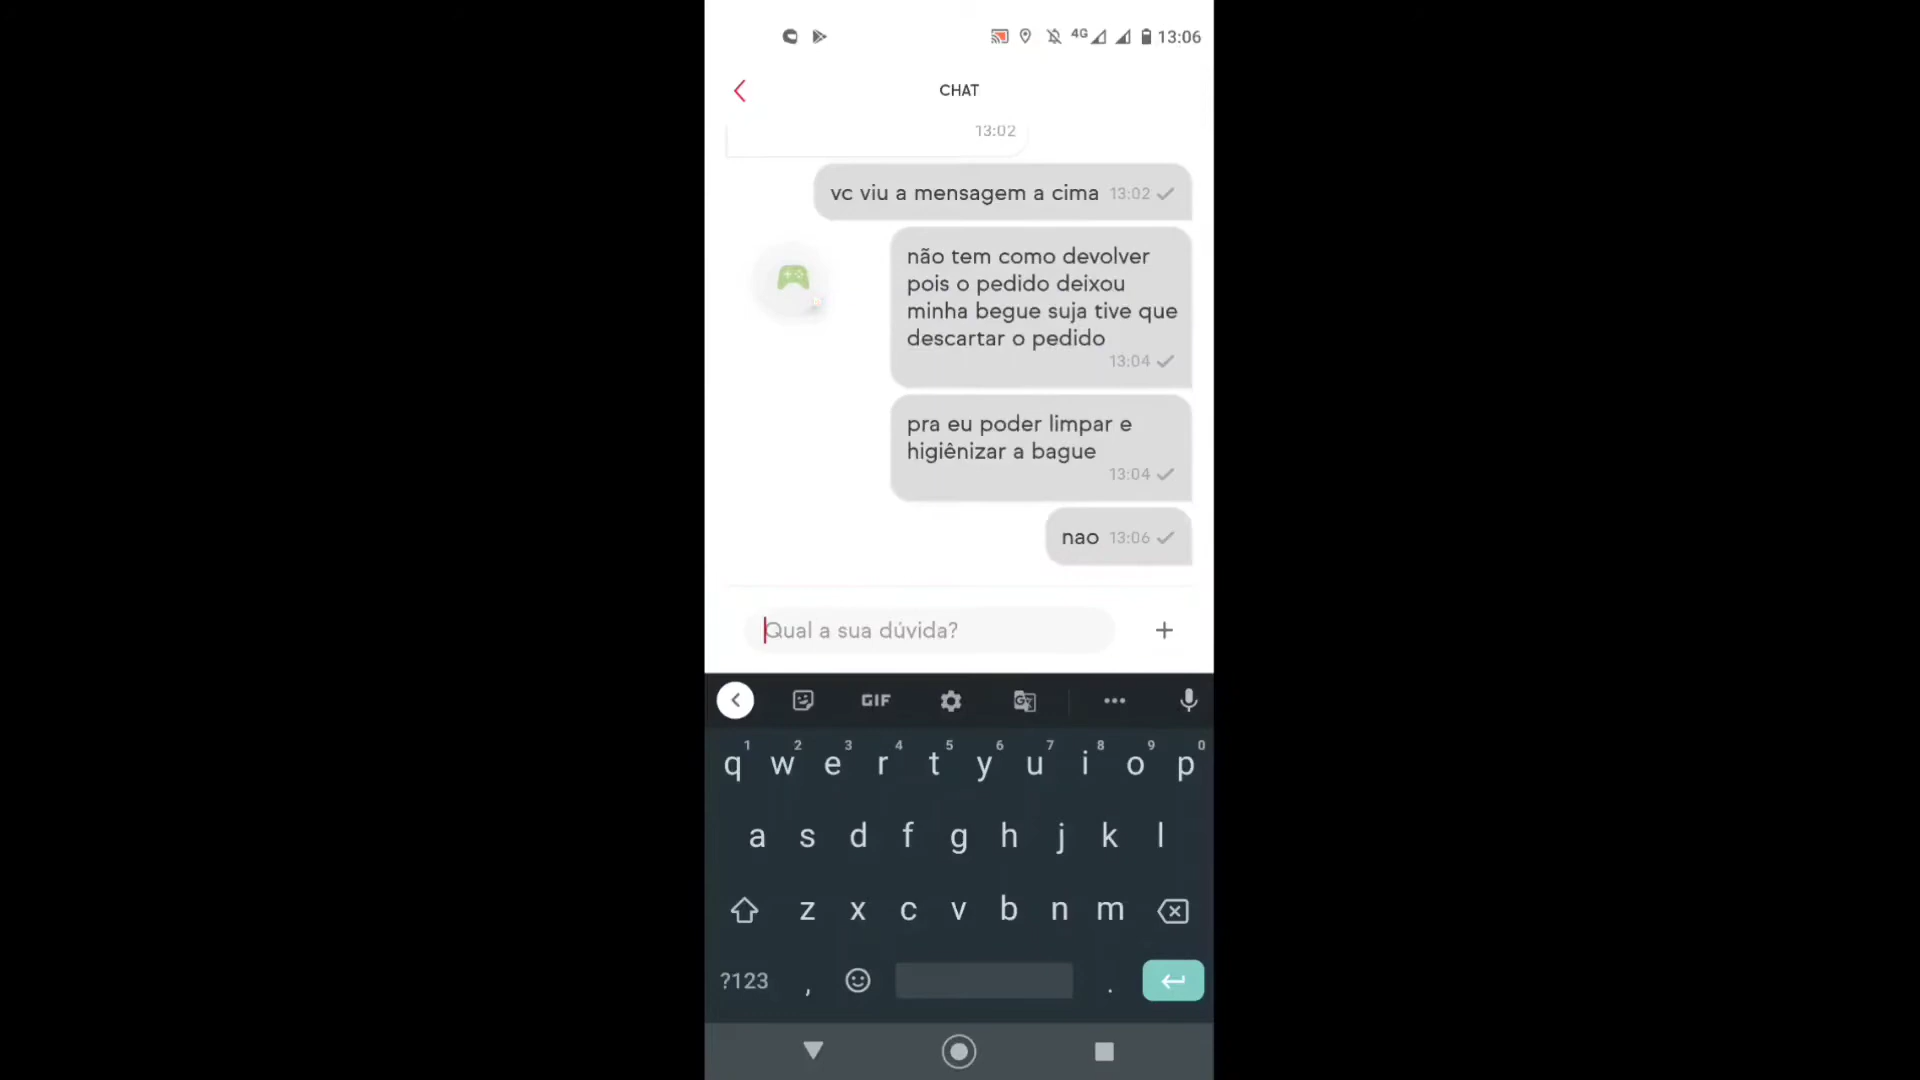 4G 13:06
CHAT
13:02
vc viu a mensagem a cima 13:02
não tem como devolver
pois o pedido deixou
minha begue suja tive que
descartar o pedido
13:04
pra eu poder limpar e
higiênizar a bague
13:04
nao 13:06
Qual a sua dúvida?
GIF
1 2 3 4 5 6 7 8 9 0
q w e r t y u i o p
a s d f g h j k l
z x c v b n m
?123 , .